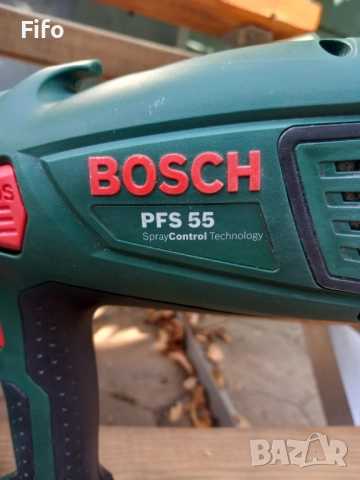 Fifo
BOSCH
PFS 55
SprayControl Technology
BAZAR